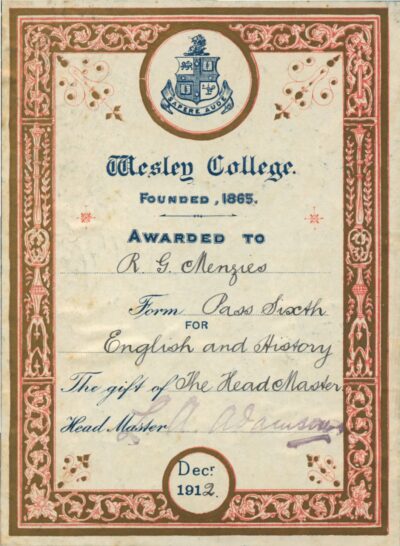 SAPERE AUDE
Wesley College.
FOUNDED, 1865.
AWARDED TO
R. G. Menzies
Form Pass Sixth
FOR
English and History
The gift of The Head Master
Head Master L. A. Adamson
Decr
1912.